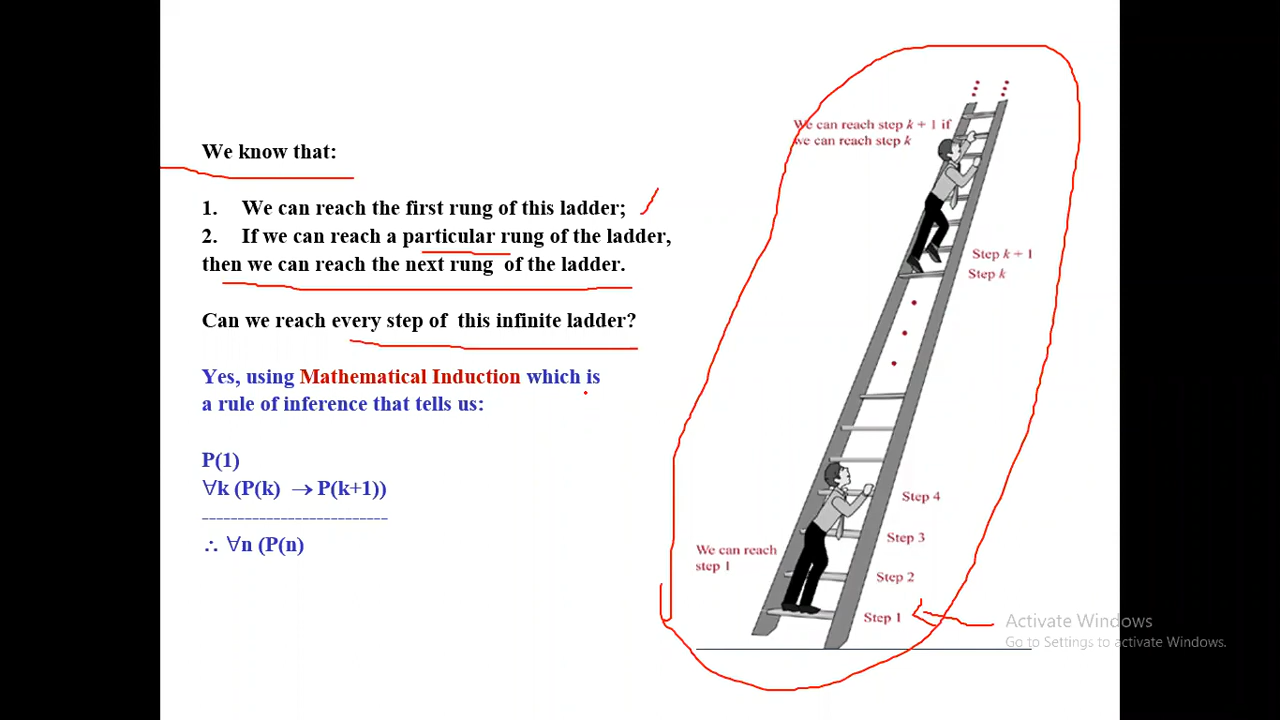 We know that:
1. We can reach the first rung of this ladder;
2. If we can reach a particular rung of the ladder,
then we can reach the next rung of the ladder.
Can we reach every step of this infinite ladder?
Yes, using Mathematical Induction which is
a rule of inference that tells us:
P(1)
∀k (P(k) → P(k+1))
--------------------------
∴ ∀n (P(n)
We can reach step k + 1 if
we can reach step k
Step k + 1
Step k
Step 4
Step 3
We can reach
step 1
Step 2
Step 1
Activate Windows
Go to Settings to activate Windows.